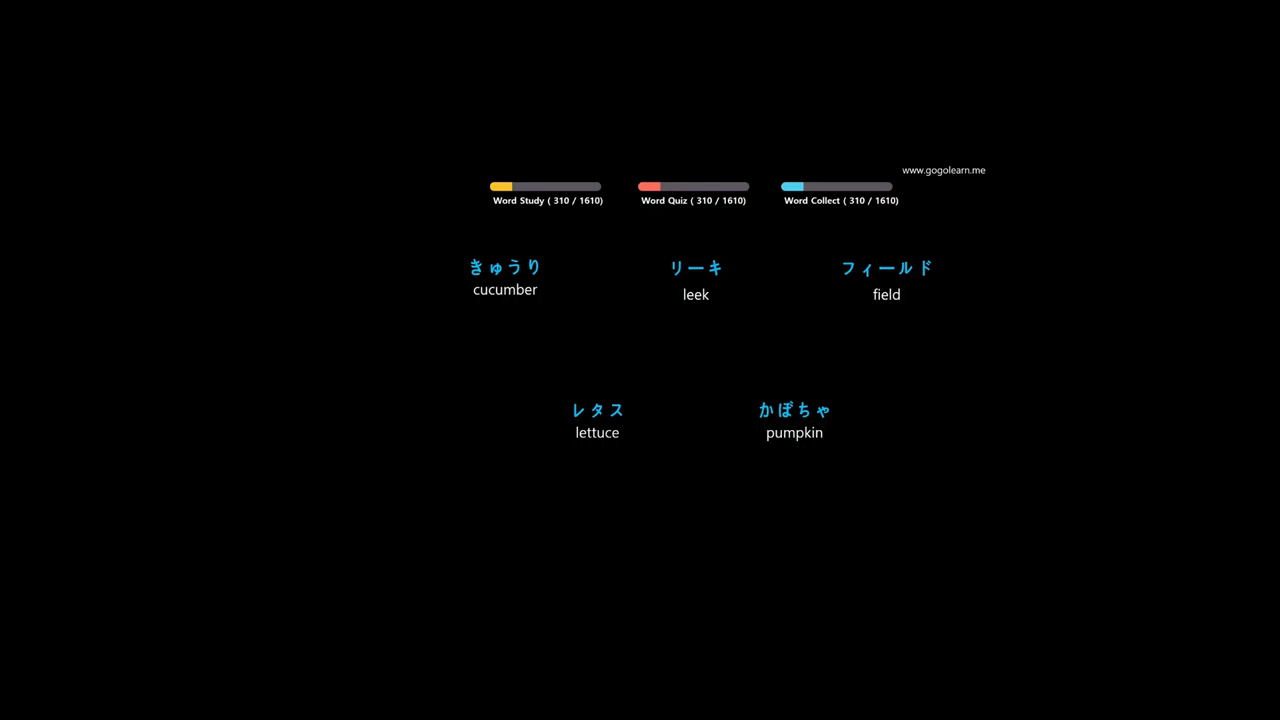 www.gogolearn.me
Word Study ( 310 / 1610)
Word Quiz ( 310 / 1610)
Word Collect ( 310 / 1610)
きゅうり
cucumber
リーキ
leek
フィールド
field
レタス
lettuce
かぼちゃ
pumpkin